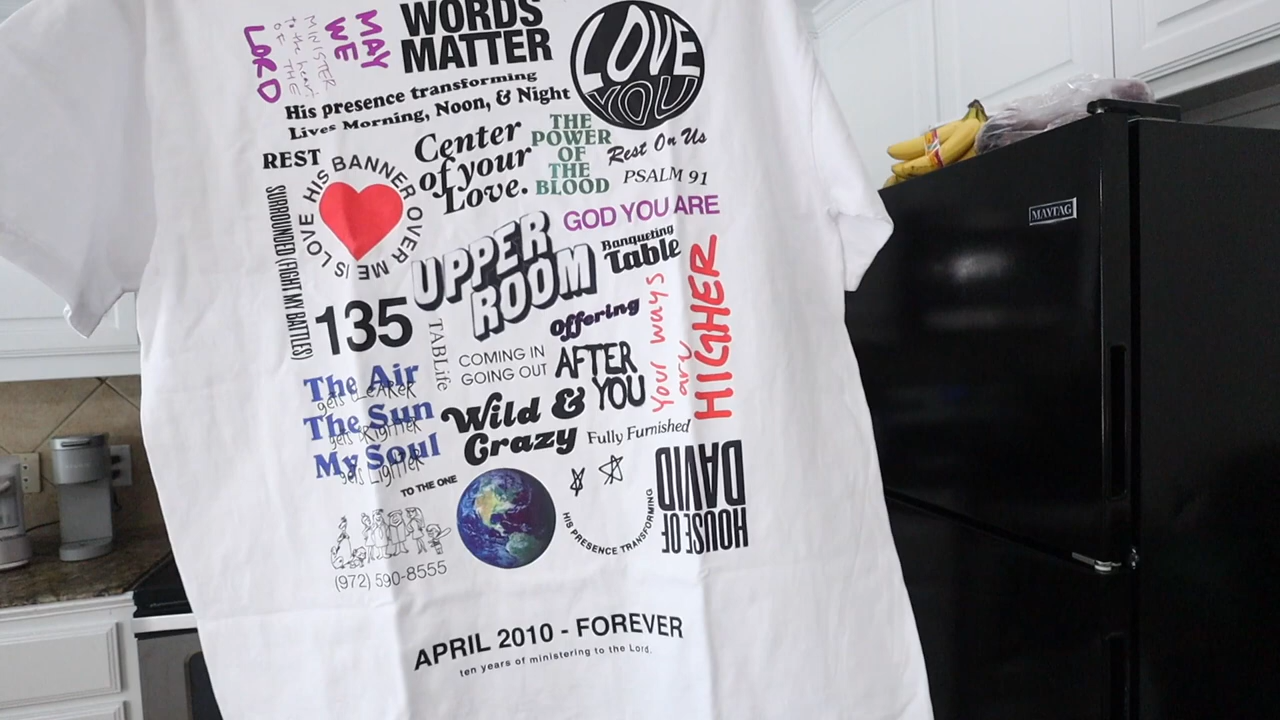 MAY
WE
MINISTER
to the heart
OF THE
LORD
WORDS
MATTER
LOVE
YOU
His presence transforming
Lives Morning, Noon, & Night
REST
HIS BANNER OVER ME IS LOVE
Center
of your
Love.
THE
POWER
OF
THE
BLOOD
Rest On Us
PSALM 91
GOD YOU ARE
SURROUNDED (FIGHT MY BATTLES)
UPPER
ROOM
Banqueting
Table
135
TABLife
Offering
Your ways
are
HIGHER
COMING IN
GOING OUT
AFTER
YOU
The Air
gets CLEAReR
The Sun
gets BRIGHTeR
My Soul
gets LIGHTeR
Wild &
Crazy
Fully Furnished
TO THE ONE
HIS PRESENCE TRANSFORMING
HOUSE OF
DAVID
(972) 590-8555
APRIL 2010 - FOREVER
ten years of ministering to the Lord.
MAYTAG